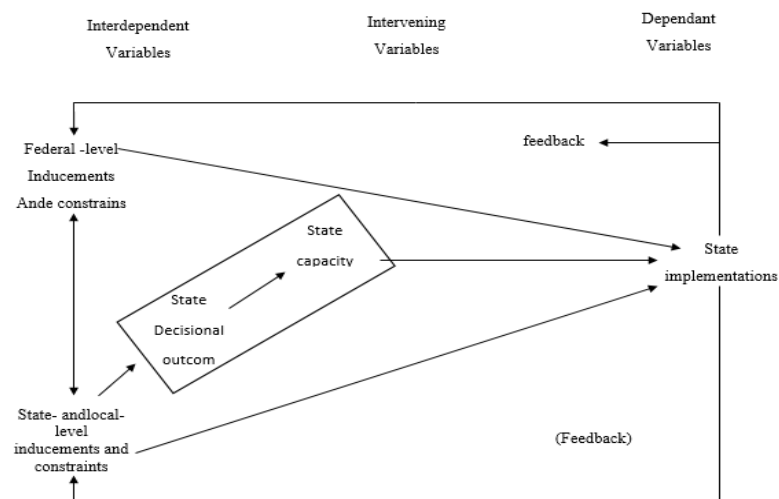 Interdependent
Variables
Intervening
Variables
Dependant
Variables
feedback
Federal -level
Inducements
Ande constrains
State
capacity
State
implementations
State
Decisional
outcom
State- andlocal-
level
inducements and
constraints
(Feedback)